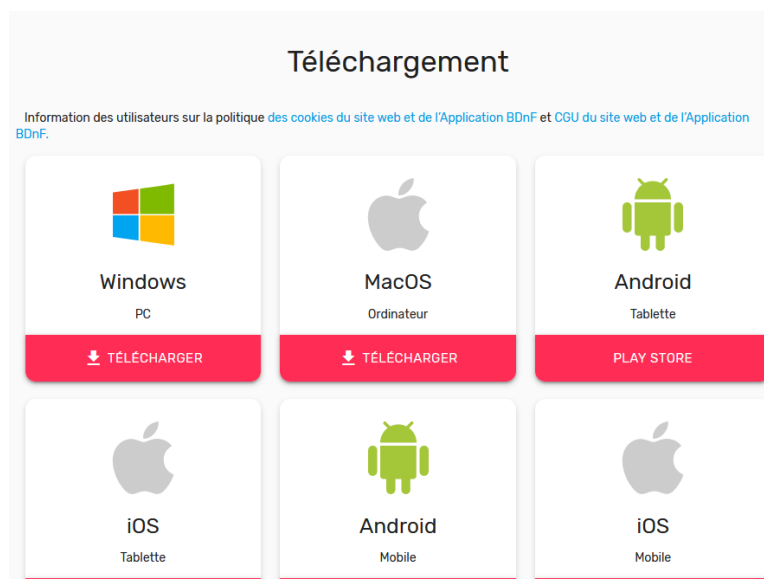 Téléchargement
Information des utilisateurs sur la politique des cookies du site web et de l'Application BDnF et CGU du site web et de l'Application
BDnF.
Windows
PC
TÉLÉCHARGER
MacOS
Ordinateur
TÉLÉCHARGER
Android
Tablette
PLAY STORE
iOS
Tablette
Android
Mobile
iOS
Mobile